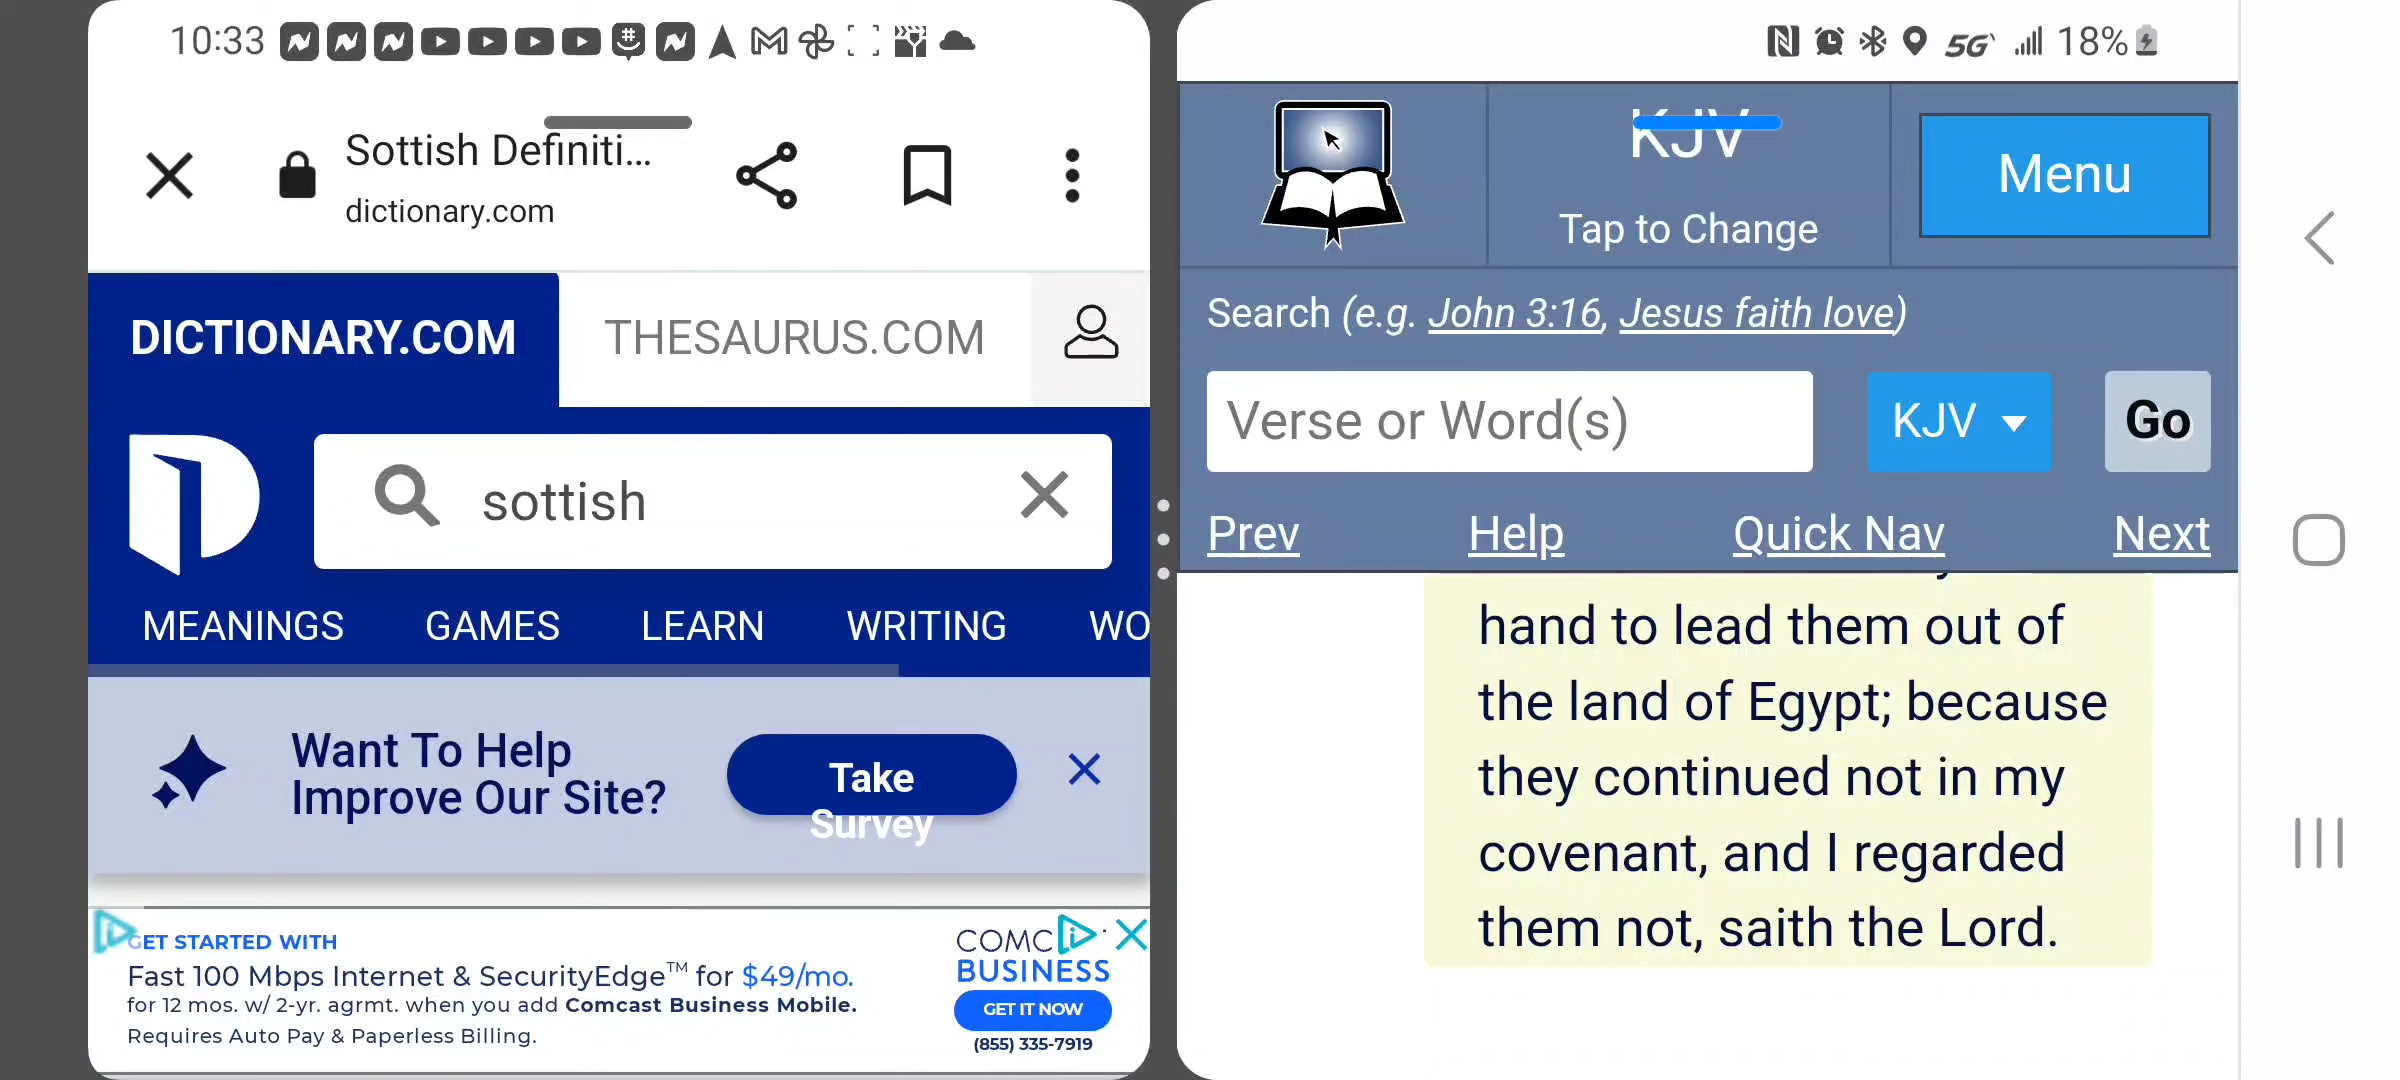 10:33
18%
5G
Sottish Definiti...
dictionary.com
DICTIONARY.COM
THESAURUS.COM
sottish
MEANINGS GAMES LEARN WRITING WO
Want To Help
Improve Our Site?
Take
Survey
GET STARTED WITH
Fast 100 Mbps Internet & SecurityEdge™ for $49/mo.
for 12 mos. w/ 2-yr. agrmt. when you add Comcast Business Mobile.
Requires Auto Pay & Paperless Billing.
COMC
BUSINESS
GET IT NOW
(855) 335-7919
KJV
Tap to Change
Menu
Search (e.g. John 3:16, Jesus faith love)
Verse or Word(s)
KJV
Go
Prev Help Quick Nav Next
hand to lead them out of
the land of Egypt; because
they continued not in my
covenant, and I regarded
them not, saith the Lord.